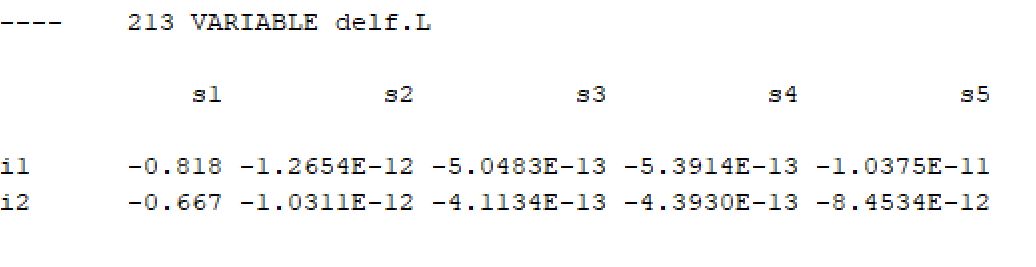 ---- 213 VARIABLE delf.L
s1 s2 s3 s4 s5
i1 -0.818 -1.2654E-12 -5.0483E-13 -5.3914E-13 -1.0375E-11
i2 -0.667 -1.0311E-12 -4.1134E-13 -4.3930E-13 -8.4534E-12